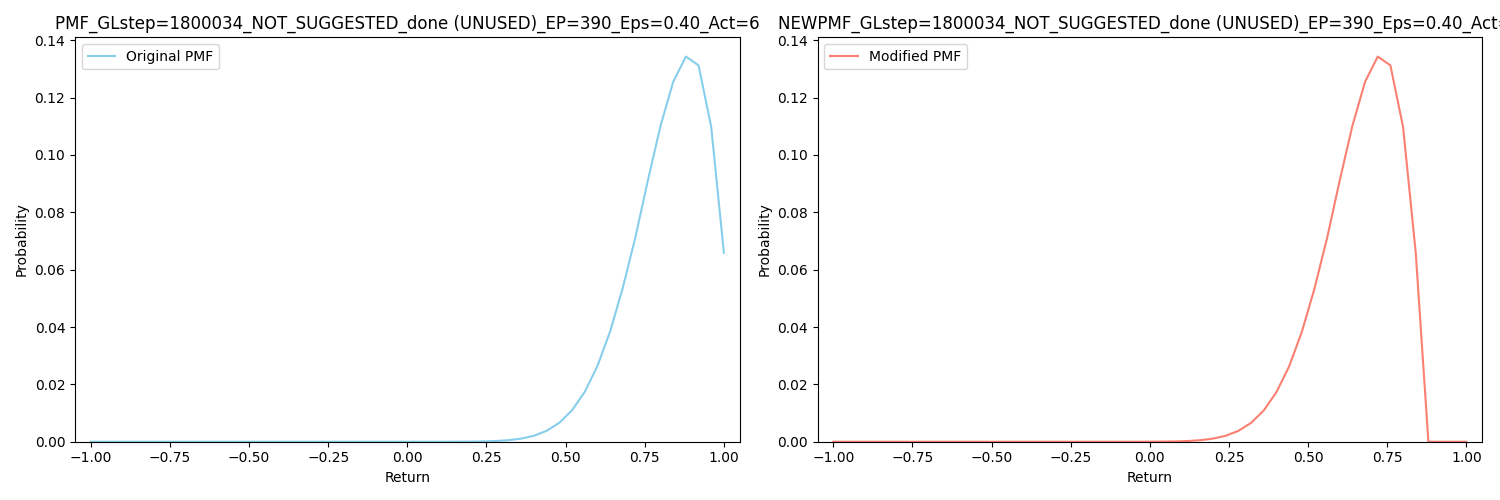 PMF_GLstep=1800034_NOT_SUGGESTED_done (UNUSED)_EP=390_Eps=0.40_Act=6
Original PMF
0.14
0.12
0.10
0.08
0.06
0.04
0.02
0.00
Probability
−1.00 −0.75 −0.50 −0.25 0.00 0.25 0.50 0.75 1.00
Return
NEWPMF_GLstep=1800034_NOT_SUGGESTED_done (UNUSED)_EP=390_Eps=0.40_Act=
Modified PMF
0.14
0.12
0.10
0.08
0.06
0.04
0.02
0.00
Probability
−1.00 −0.75 −0.50 −0.25 0.00 0.25 0.50 0.75 1.00
Return